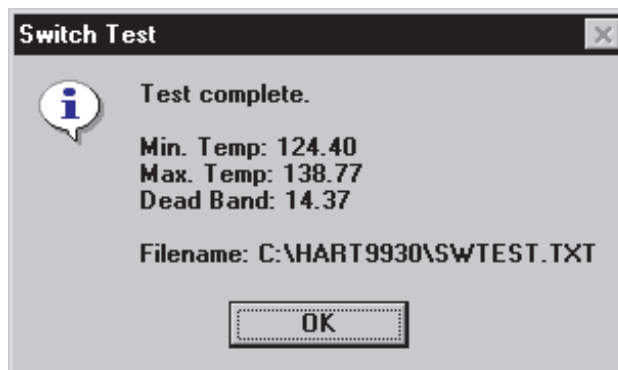 Switch Test
Test complete.
Min. Temp: 124.40
Max. Temp: 138.77
Dead Band: 14.37
Filename: C:\HART9930\SWTEST.TXT
OK